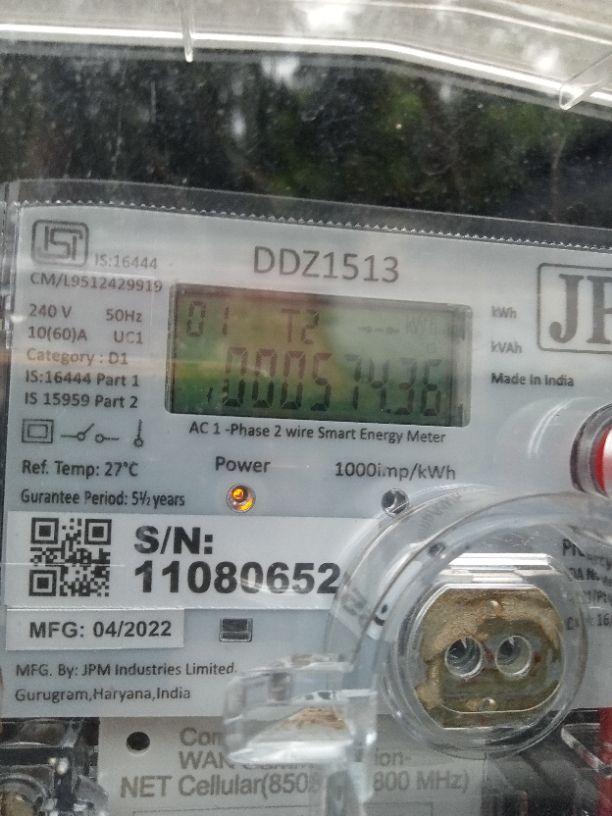 ISI
IS:16444
CM/L9512429919
DDZ1513
240 V 50Hz
10(60)A UC1
Category : D1
IS:16444 Part 1
IS 15959 Part 2
01 T2 kWh
00057436
kWh
kVAh
Made In India
AC 1 -Phase 2 wire Smart Energy Meter
Ref. Temp: 27°C
Power
1000imp/kWh
Gurantee Period: 5½ years
S/N:
11080652
MFG: 04/2022
MFG. By: JPM Industries Limited.
Gurugram,Haryana,India
WAN
NET Cellular(850
800 MHz)